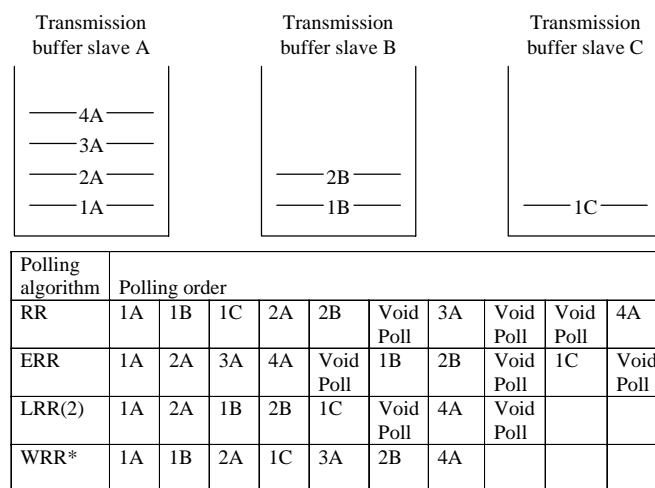 Transmission buffer slave A
Transmission buffer slave B
Transmission buffer slave C
4A
3A
2A
1A
2B
1B
1C
Polling algorithm Polling order
RR 1A 1B 1C 2A 2B Void Poll 3A Void Poll Void Poll 4A
ERR 1A 2A 3A 4A Void Poll 1B 2B Void Poll 1C Void Poll
LRR(2) 1A 2A 1B 2B 1C Void Poll 4A Void Poll
WRR* 1A 1B 2A 1C 3A 2B 4A